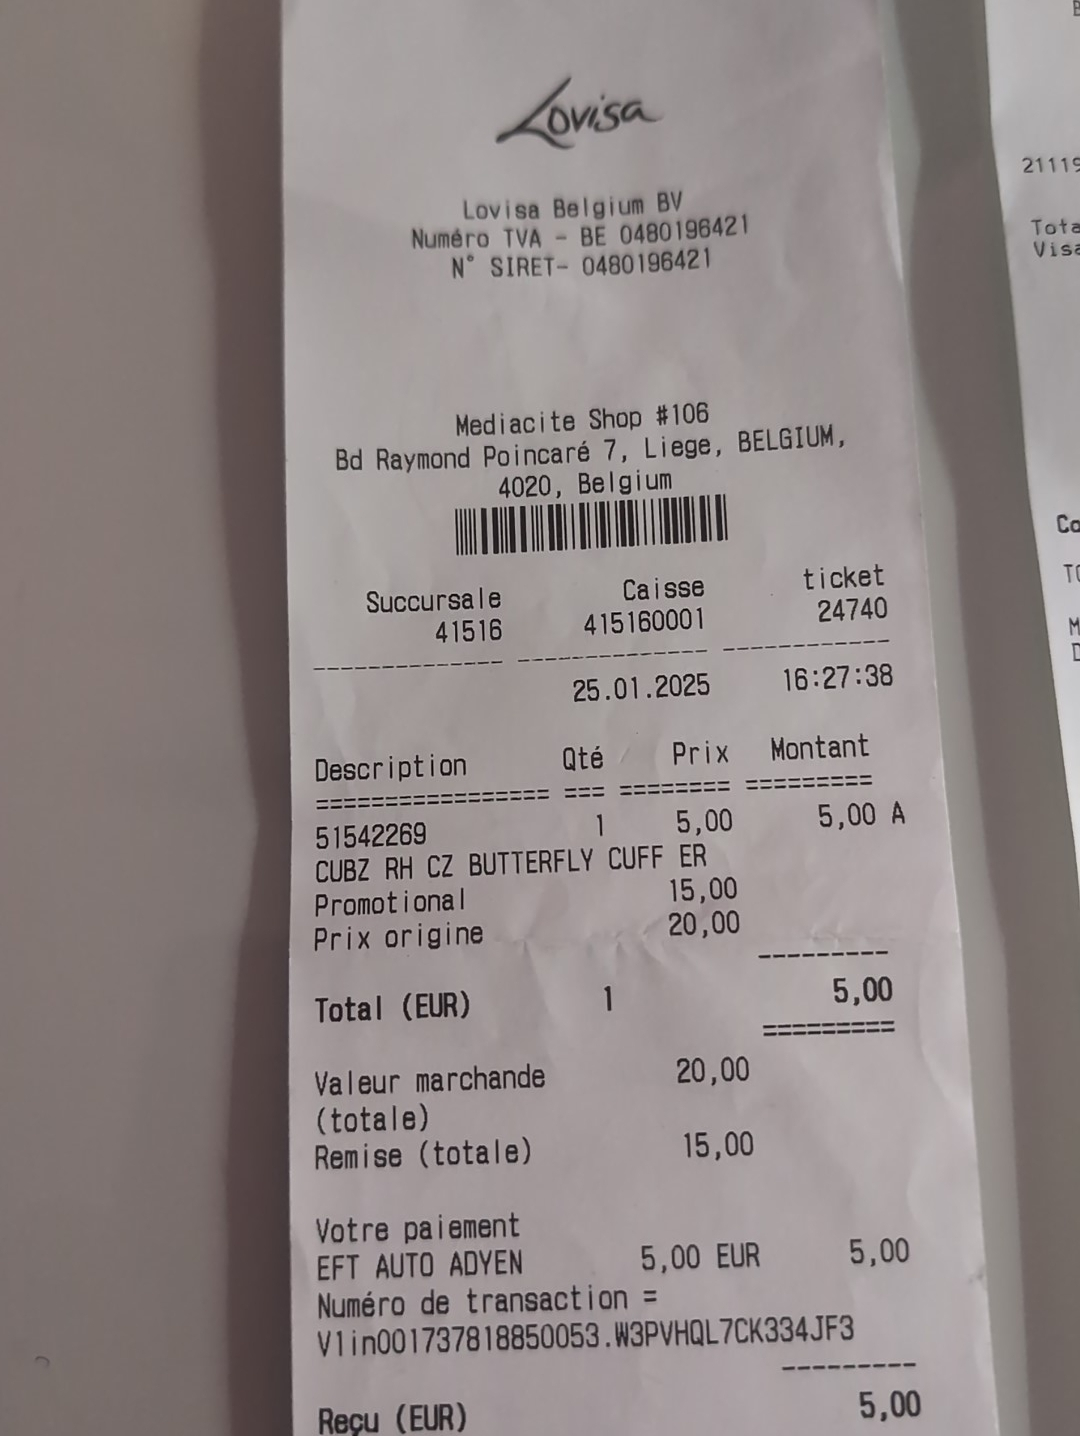 Lovisa
Lovisa Belgium BV
Numéro TVA - BE 0480196421
N° SIRET- 0480196421
Mediacite Shop #106
Bd Raymond Poincaré 7, Liege, BELGIUM,
4020, Belgium
Succursale Caisse ticket
41516 415160001 24740
25.01.2025 16:27:38
Description Qté Prix Montant
51542269 1 5,00 5,00 A
CUBZ RH CZ BUTTERFLY CUFF ER
Promotional 15,00
Prix origine 20,00
Total (EUR) 1 5,00
Valeur marchande 20,00
(totale)
Remise (totale) 15,00
Votre paiement
EFT AUTO ADYEN 5,00 EUR 5,00
Numéro de transaction =
V1in001737818850053.W3PVHQL7CK334JF3
Reçu (EUR) 5,00
21119